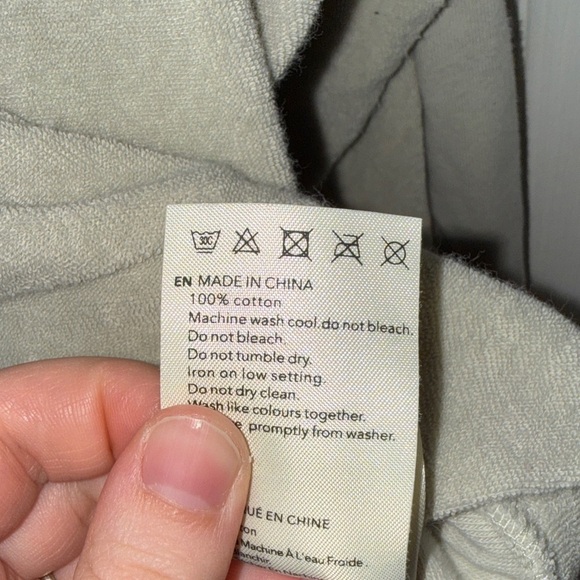 30C
EN MADE IN CHINA
100% cotton
Machine wash cool.do not bleach.
Do not bleach.
Do not tumble dry.
Iron on low setting.
Do not dry clean.
Wash like colours together.
promptly from washer.
EN CHINE
Machine À L'eau Froide.